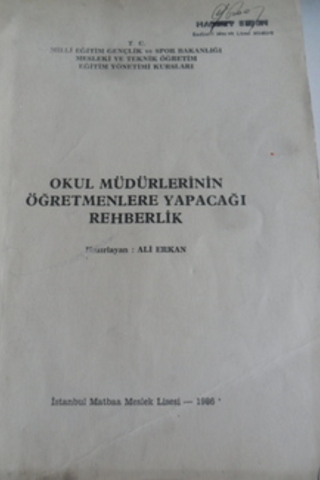 T. C.
MİLLİ EĞİTİM GENÇLİK ve SPOR BAKANLIĞI
MESLEKİ VE TEKNİK ÖĞRETİM
EĞİTİM YÖNETİMİ KURSLARI
OKUL MÜDÜRLERİNİN
ÖĞRETMENLERE YAPACAĞI
REHBERLİK
Hazırlayan : ALİ ERKAN
İstanbul Matbaa Meslek Lisesi — 1986